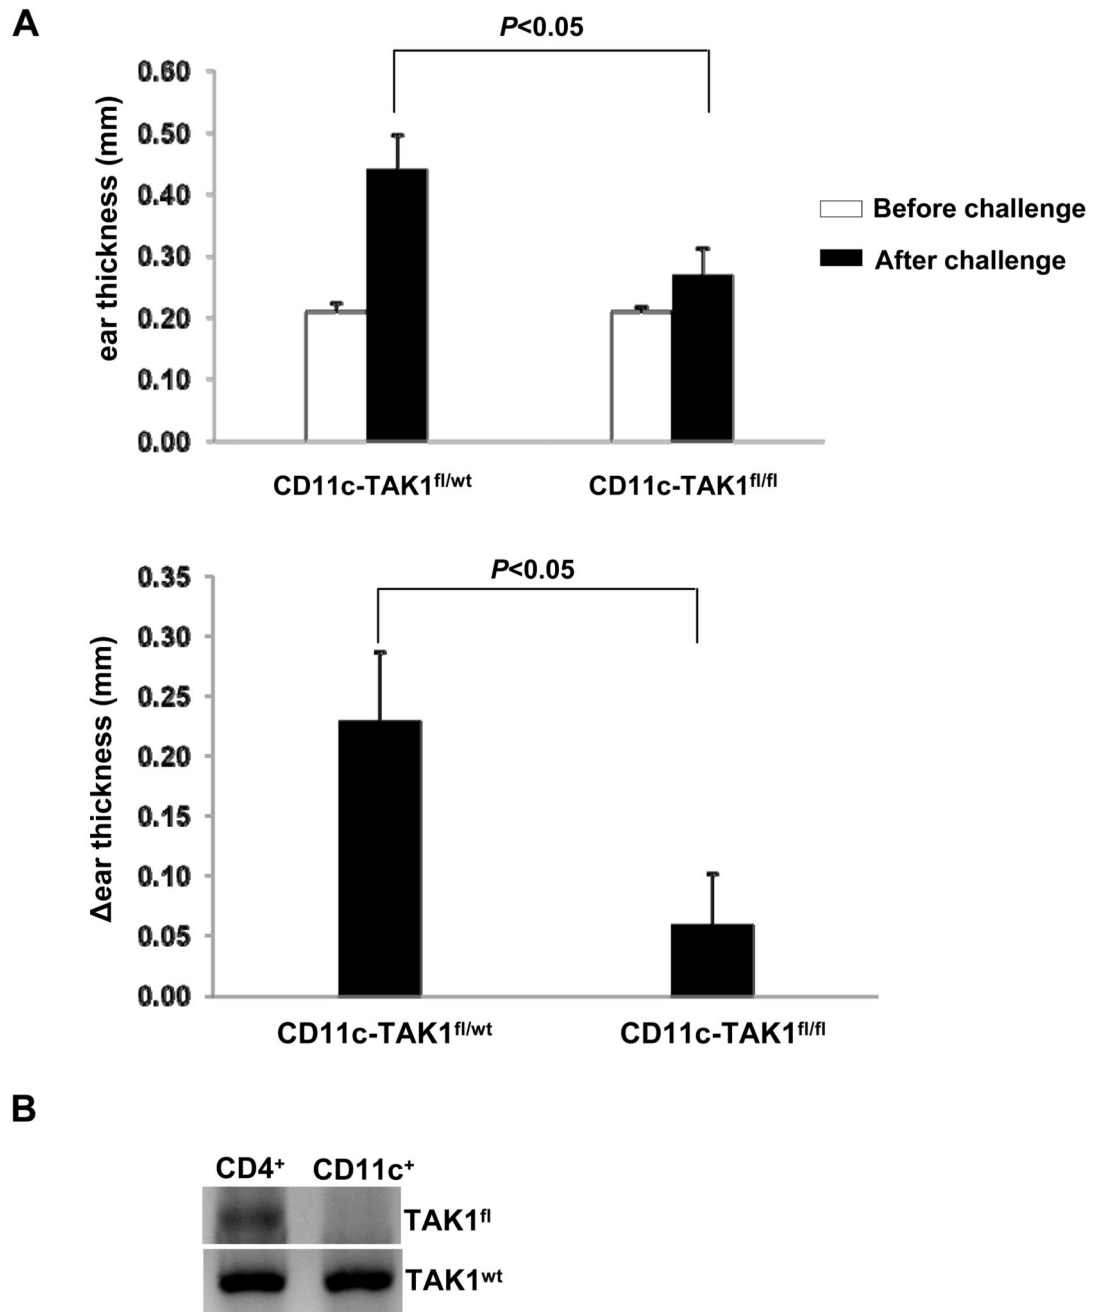 A
P<0.05
0.60
0.50
0.40
0.30
0.20
0.10
0.00
ear thickness (mm)
Before challenge
After challenge
CD11c-TAK1fl/wt CD11c-TAK1fl/fl
P<0.05
0.35
0.30
0.25
0.20
0.15
0.10
0.05
0.00
Δear thickness (mm)
CD11c-TAK1fl/wt CD11c-TAK1fl/fl
B
CD4+ CD11c+
TAK1fl
TAK1wt